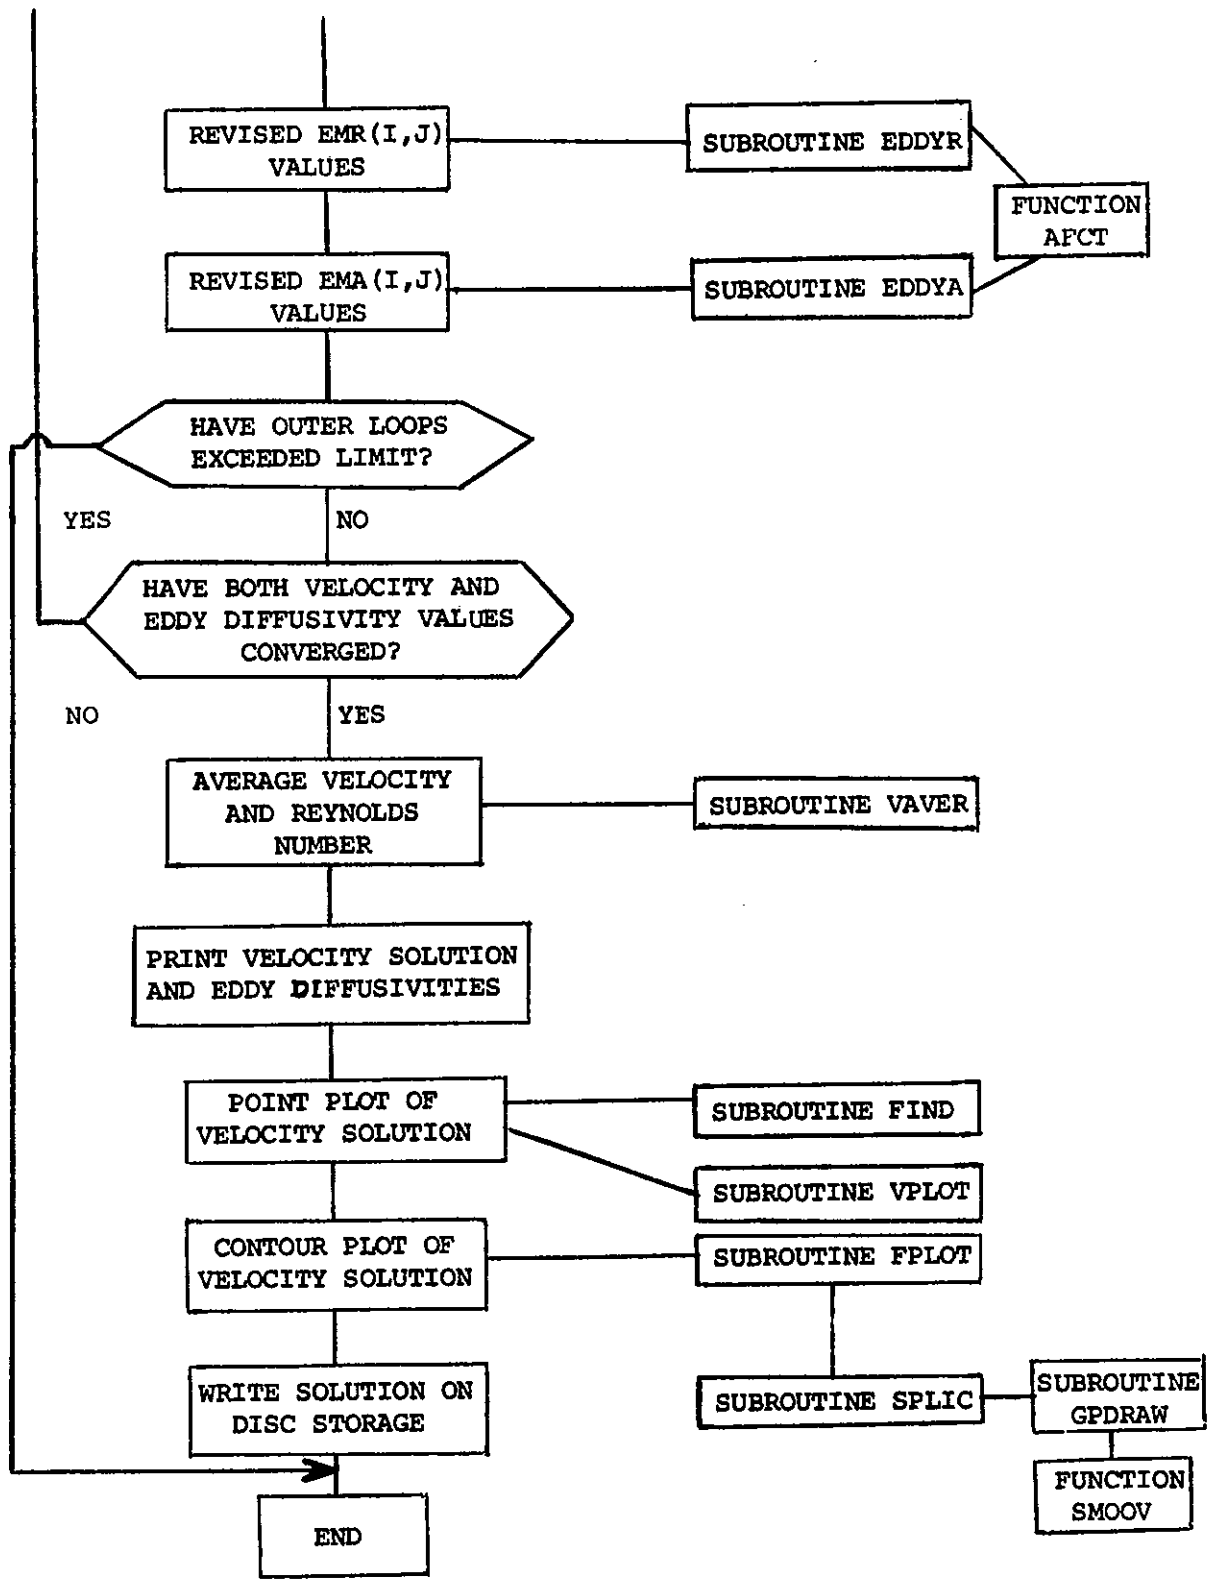 REVISED EMR(I,J)
VALUES
SUBROUTINE EDDYR
FUNCTION
AFCT
REVISED EMA(I,J)
VALUES
SUBROUTINE EDDYA
HAVE OUTER LOOPS
EXCEEDED LIMIT?
YES
NO
HAVE BOTH VELOCITY AND
EDDY DIFFUSIVITY VALUES
CONVERGED?
NO
YES
AVERAGE VELOCITY
AND REYNOLDS
NUMBER
SUBROUTINE VAVER
PRINT VELOCITY SOLUTION
AND EDDY DIFFUSIVITIES
POINT PLOT OF
VELOCITY SOLUTION
SUBROUTINE FIND
SUBROUTINE VPLOT
CONTOUR PLOT OF
VELOCITY SOLUTION
SUBROUTINE FPLOT
WRITE SOLUTION ON
DISC STORAGE
SUBROUTINE SPLIC
SUBROUTINE
GPDRAW
FUNCTION
SMOOV
END